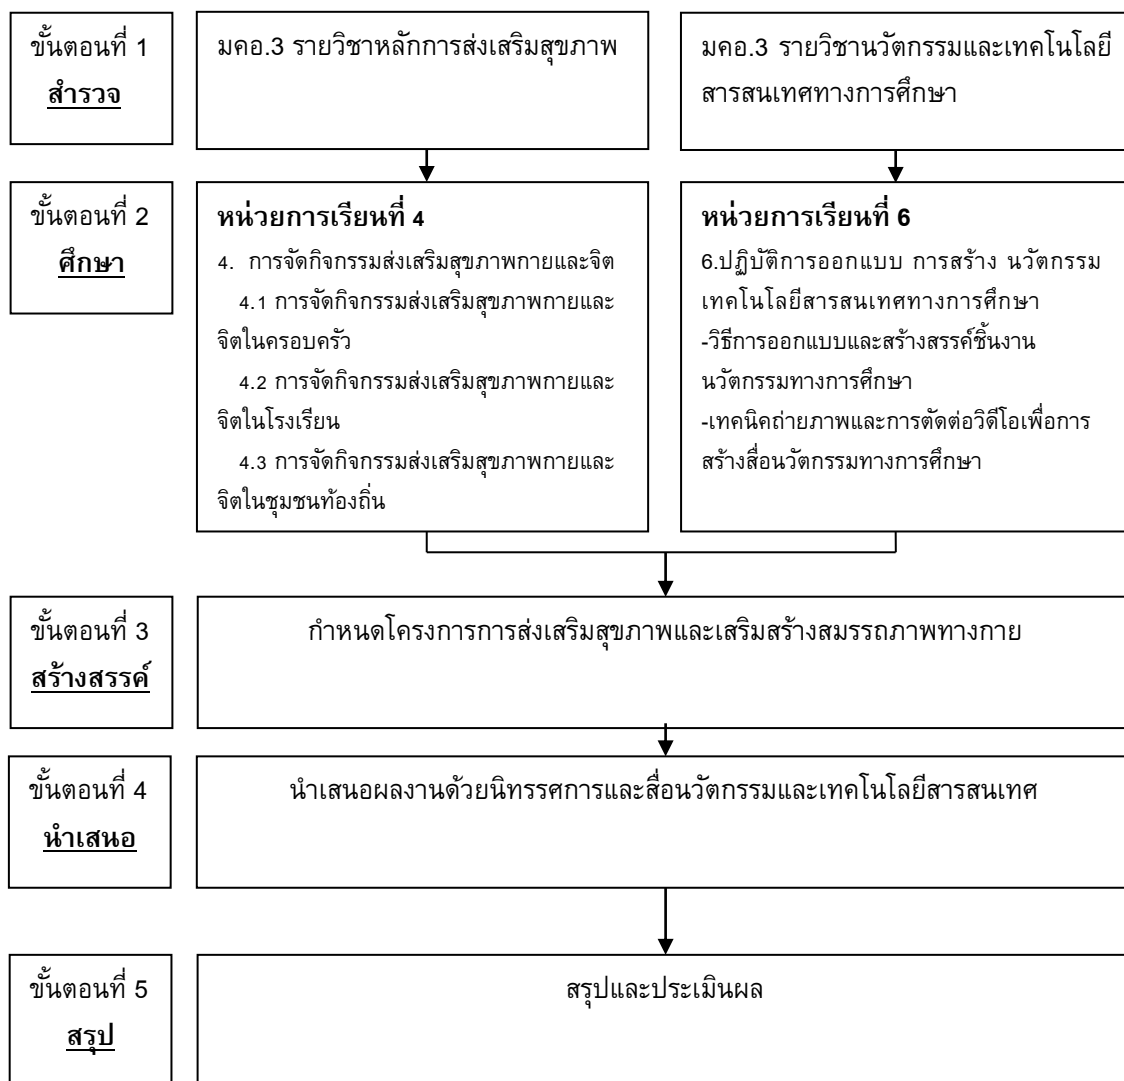 ขั้นตอนที่ 1
สำรวจ
มคอ.3 รายวิชาหลักการส่งเสริมสุขภาพ
มคอ.3 รายวิชานวัตกรรมและเทคโนโลยี
สารสนเทศทางการศึกษา
ขั้นตอนที่ 2
ศึกษา
หน่วยการเรียนที่ 4
4. การจัดกิจกรรมส่งเสริมสุขภาพกายและจิต
4.1 การจัดกิจกรรมส่งเสริมสุขภาพกายและ
จิตในครอบครัว
4.2 การจัดกิจกรรมส่งเสริมสุขภาพกายและ
จิตในโรงเรียน
4.3 การจัดกิจกรรมส่งเสริมสุขภาพกายและ
จิตในชุมชนท้องถิ่น
หน่วยการเรียนที่ 6
6.ปฏิบัติการออกแบบ การสร้าง นวัตกรรม
เทคโนโลยีสารสนเทศทางการศึกษา
-วิธีการออกแบบและสร้างสรรค์ชิ้นงาน
นวัตกรรมทางการศึกษา
-เทคนิคถ่ายภาพและการตัดต่อวิดีโอเพื่อการ
สร้างสื่อนวัตกรรมทางการศึกษา
ขั้นตอนที่ 3
สร้างสรรค์
กำหนดโครงการการส่งเสริมสุขภาพและเสริมสร้างสมรรถภาพทางกาย
ขั้นตอนที่ 4
นำเสนอ
นำเสนอผลงานด้วยนิทรรศการและสื่อนวัตกรรมและเทคโนโลยีสารสนเทศ
ขั้นตอนที่ 5
สรุป
สรุปและประเมินผล